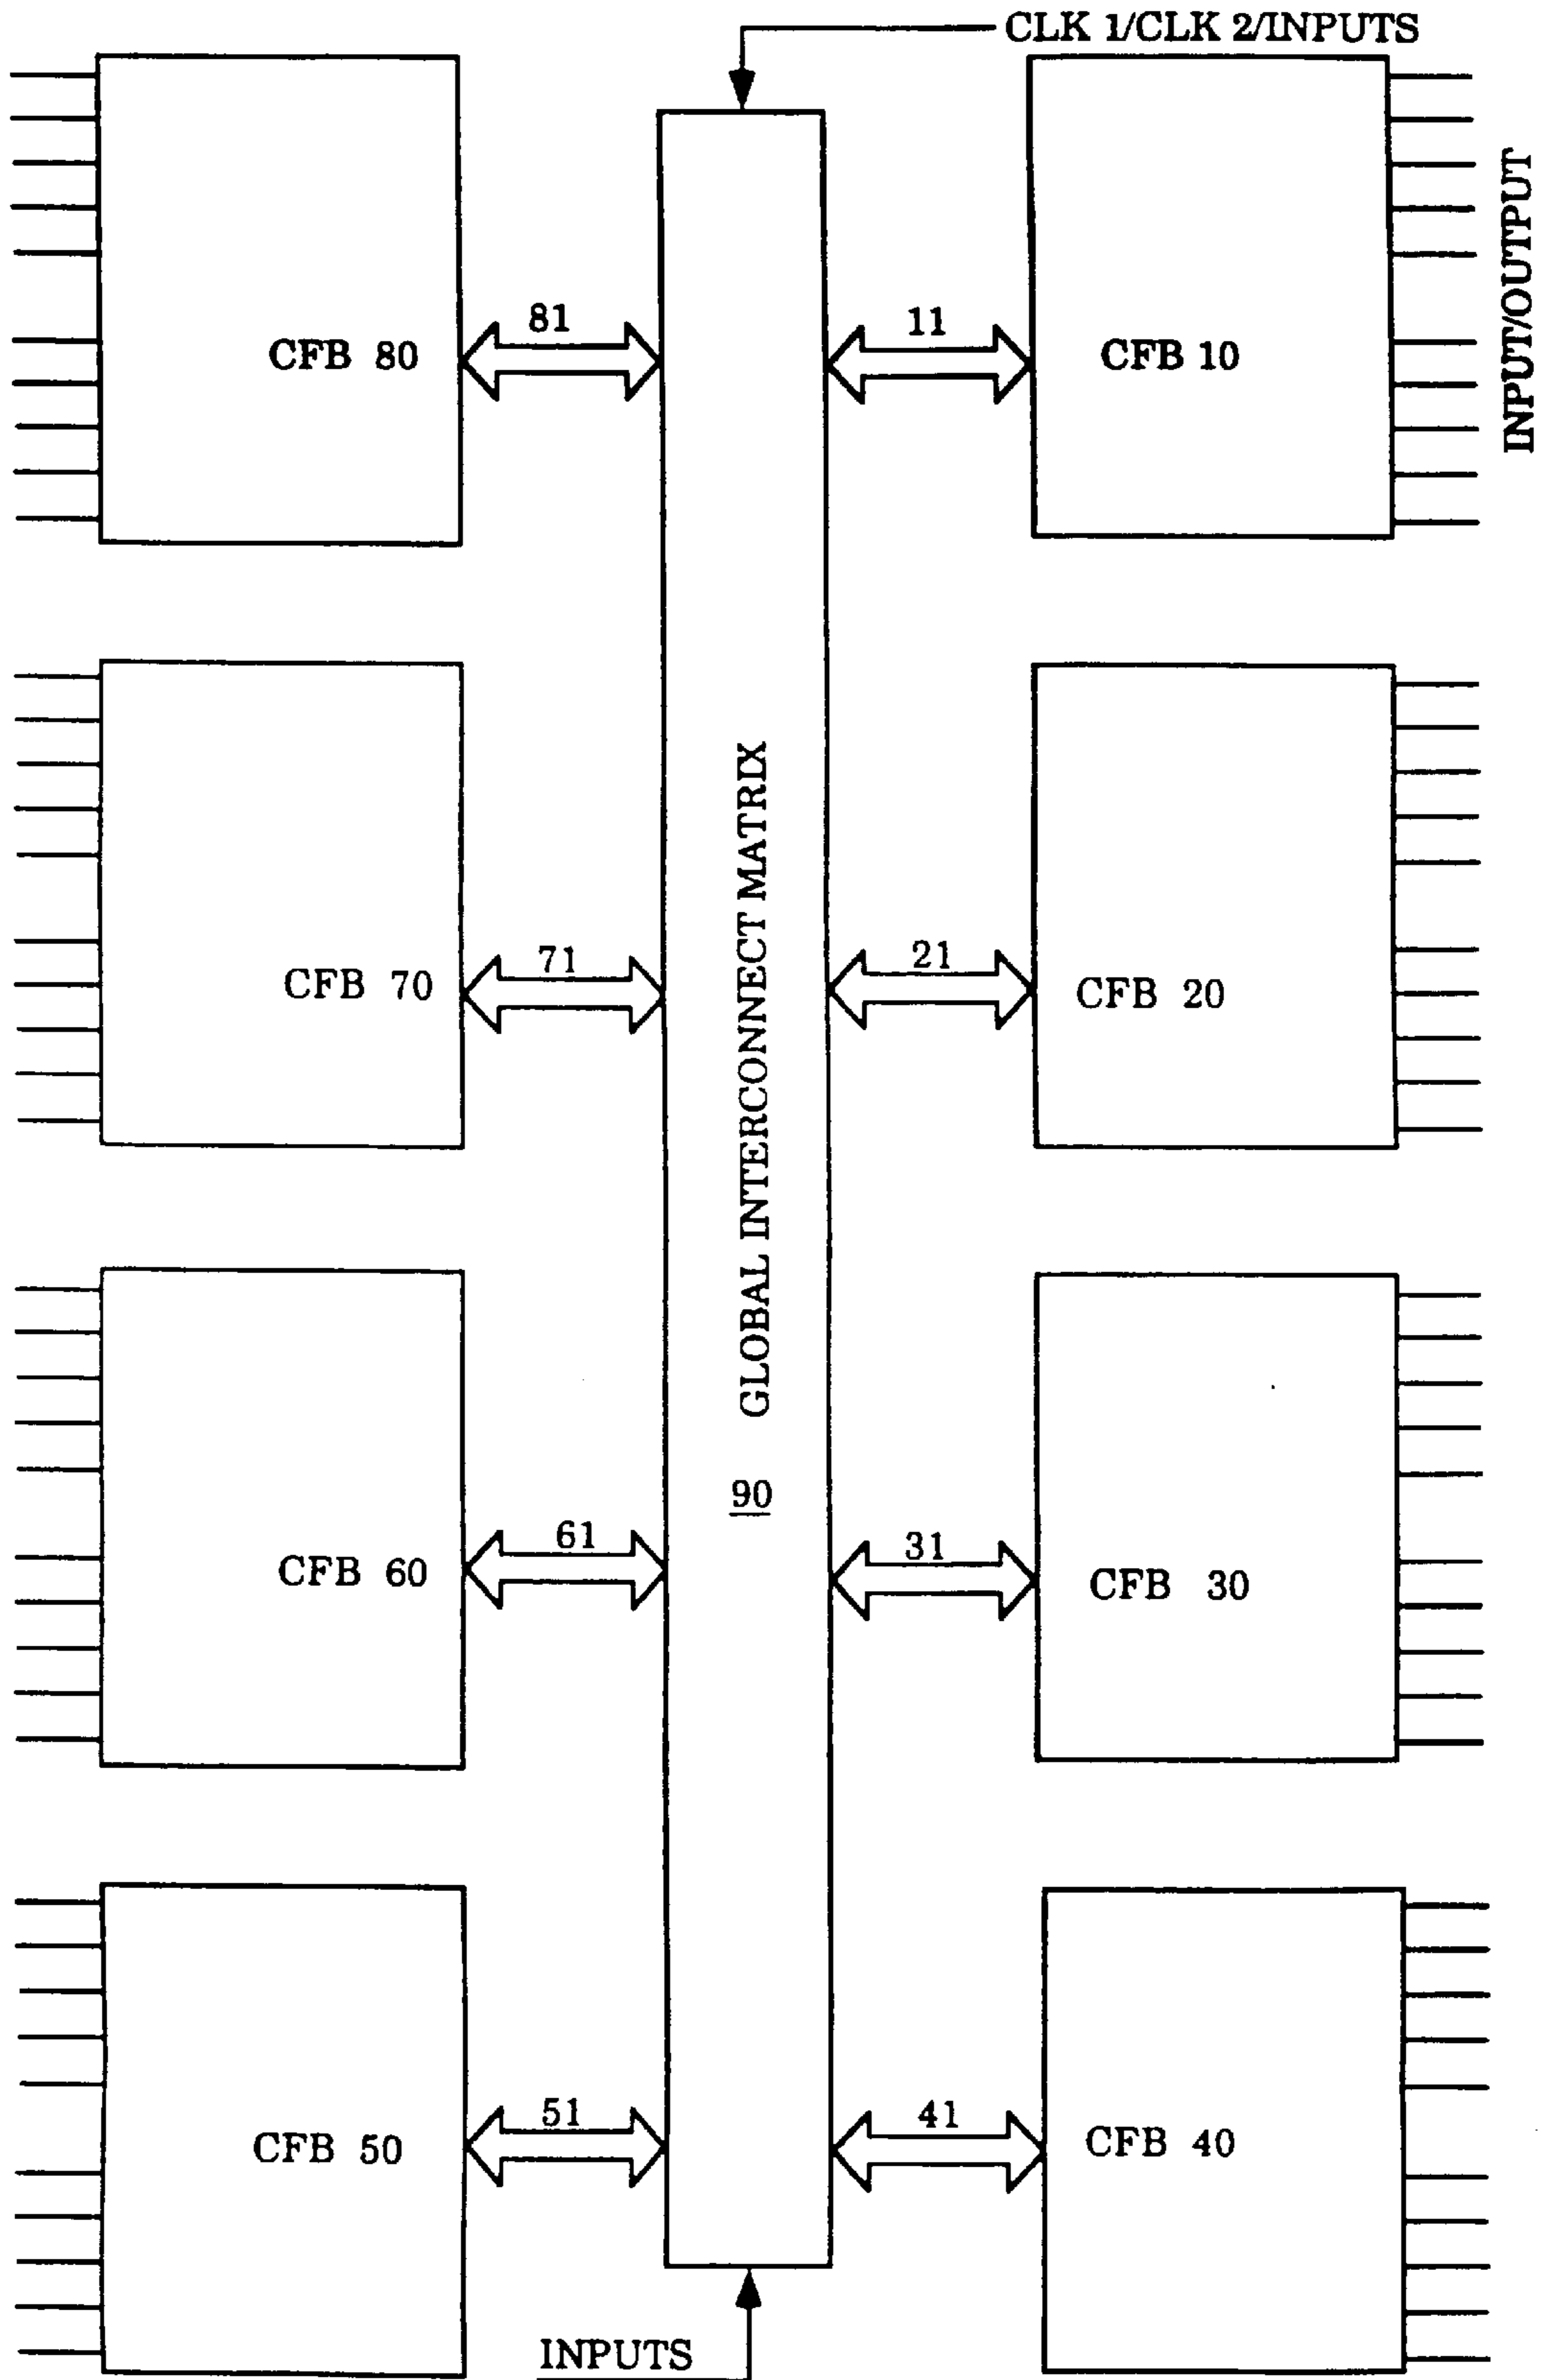 CLK 1/CLK 2/INPUTS
INPUT/OUTPUT
CFB 80
81
11
CFB 10
CFB 70
71
GLOBAL INTERCONNECT MATRIX
21
CFB 20
90
CFB 60
61
31
CFB 30
CFB 50
51
41
CFB 40
INPUTS